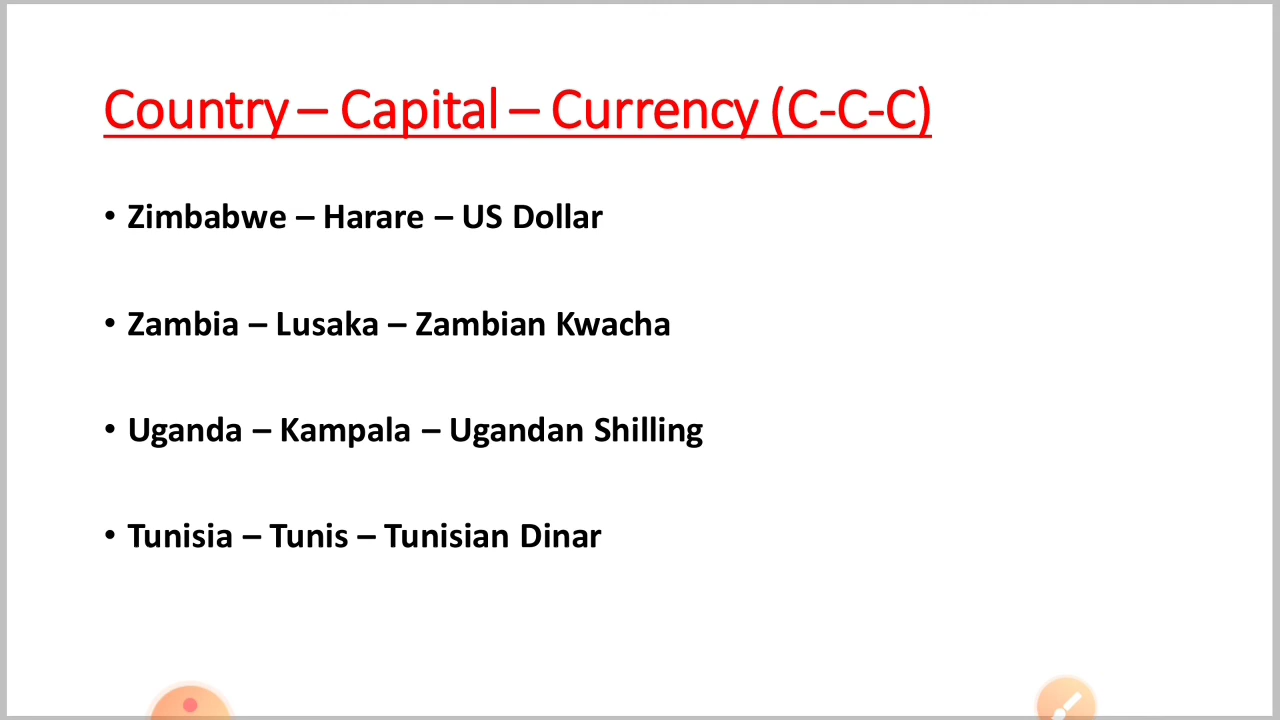 Country – Capital – Currency (C-C-C)
• Zimbabwe – Harare – US Dollar
• Zambia – Lusaka – Zambian Kwacha
• Uganda – Kampala – Ugandan Shilling
• Tunisia – Tunis – Tunisian Dinar